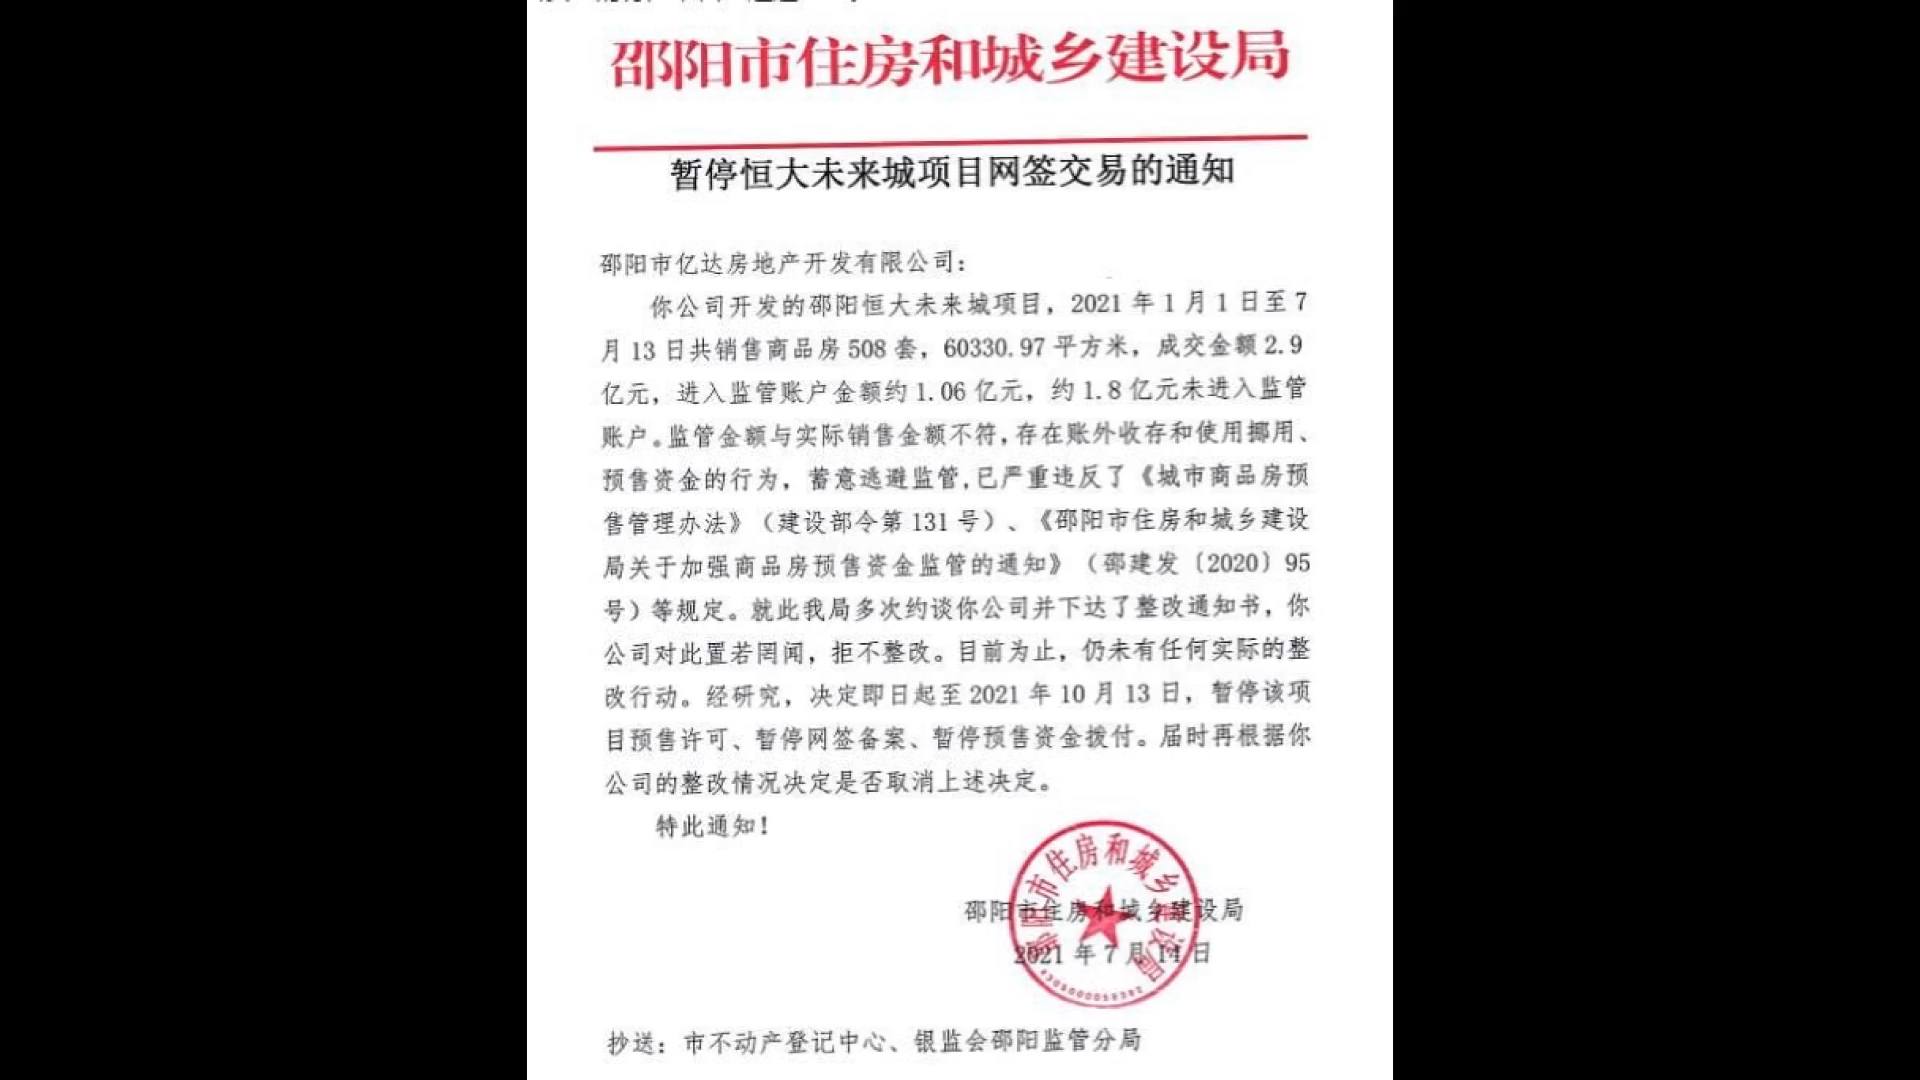 邵阳市住房和城乡建设局
暂停恒大未来城项目网签交易的通知
邵阳市亿达房地产开发有限公司：
你公司开发的邵阳恒大未来城项目，2021 年 1 月 1 日至 7
月 13 日共销售商品房 508 套，60330.97 平方米，成交金额 2.9
亿元，进入监管账户金额约 1.06 亿元，约 1.8 亿元未进入监管
账户。监管金额与实际销售金额不符，存在账外收存和使用挪用、
预售资金的行为，蓄意逃避监管,已严重违反了《城市商品房预
售管理办法》（建设部令第 131 号）、《邵阳市住房和城乡建设
局关于加强商品房预售资金监管的通知》（邵建发〔2020〕95
号）等规定。就此我局多次约谈你公司并下达了整改通知书，你
公司对此置若罔闻，拒不整改。目前为止，仍未有任何实际的整
改行动。经研究，决定即日起至 2021 年 10 月 13 日，暂停该项
目预售许可、暂停网签备案、暂停预售资金拨付。届时再根据你
公司的整改情况决定是否取消上述决定。
特此通知！
邵阳市住房和城乡建设局
2021 年 7 月 14 日
邵阳市住房和城乡建设局
抄送：市不动产登记中心、银监会邵阳监管分局